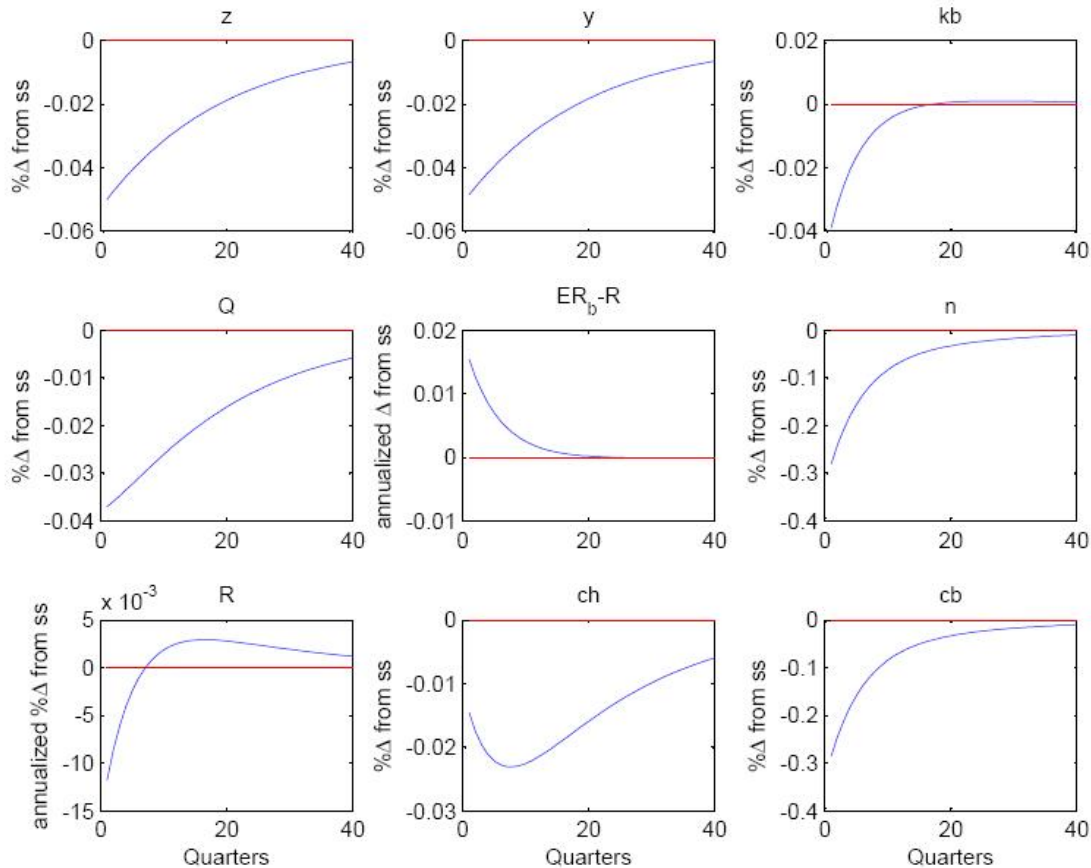 z
%Δ from ss
0
-0.02
-0.04
-0.06
0 20 40
y
%Δ from ss
0
-0.02
-0.04
-0.06
0 20 40
kb
%Δ from ss
0.02
0
-0.02
-0.04
0 20 40
Q
%Δ from ss
0
-0.01
-0.02
-0.03
-0.04
0 20 40
ER_b-R
annualized Δ from ss
0.02
0.01
0
-0.01
0 20 40
n
%Δ from ss
0
-0.1
-0.2
-0.3
-0.4
0 20 40
x 10^-3
R
annualized %Δ from ss
5
0
-5
-10
-15
0 20 40
Quarters
ch
%Δ from ss
0
-0.01
-0.02
-0.03
0 20 40
Quarters
cb
%Δ from ss
0
-0.1
-0.2
-0.3
-0.4
0 20 40
Quarters